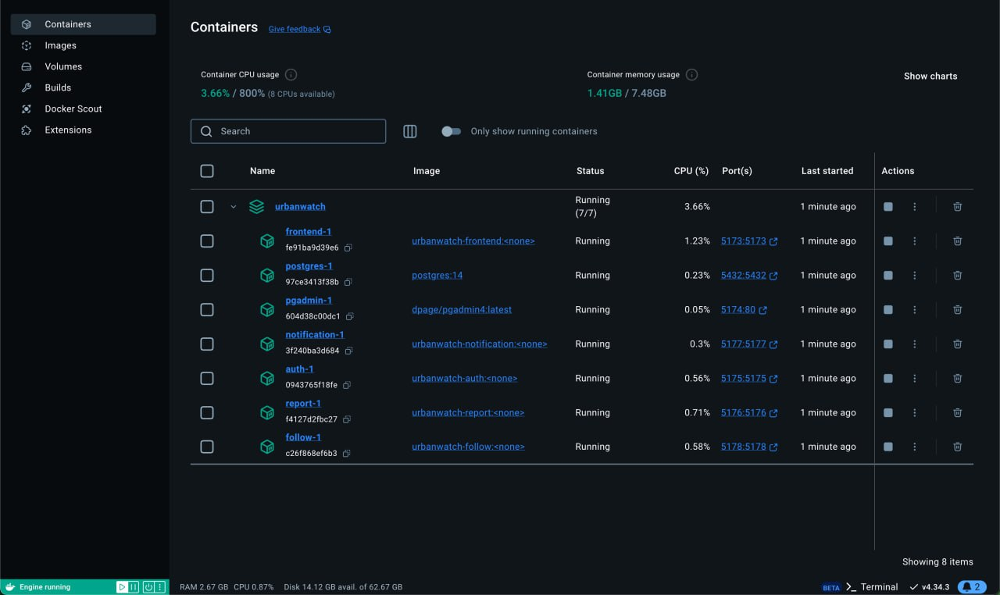 Containers
Images
Volumes
Builds
Docker Scout
Extensions
Containers Give feedback
Container CPU usage
3.66% / 800% (8 CPUs available)
Container memory usage
1.41GB / 7.48GB
Show charts
Search
Only show running containers
Name Image Status CPU (%) Port(s) Last started Actions
urbanwatch Running (7/7) 3.66% 1 minute ago
frontend-1
fe91ba9d39e6 urbanwatch-frontend:<none> Running 1.23% 5173:5173 1 minute ago
postgres-1
97ce3413f38b postgres:14 Running 0.23% 5432:5432 1 minute ago
pgadmin-1
604d38c00dc1 dpage/pgadmin4:latest Running 0.05% 5174:80 1 minute ago
notification-1
3f240ba3d684 urbanwatch-notification:<none> Running 0.3% 5177:5177 1 minute ago
auth-1
0943765f18fe urbanwatch-auth:<none> Running 0.56% 5175:5175 1 minute ago
report-1
f4127d2fbc27 urbanwatch-report:<none> Running 0.71% 5176:5176 1 minute ago
follow-1
c26f868ef6b3 urbanwatch-follow:<none> Running 0.58% 5178:5178 1 minute ago
Showing 8 items
Engine running RAM 2.67 GB CPU 0.87% Disk 14.12 GB avail. of 62.67 GB BETA >_ Terminal v4.34.3 2